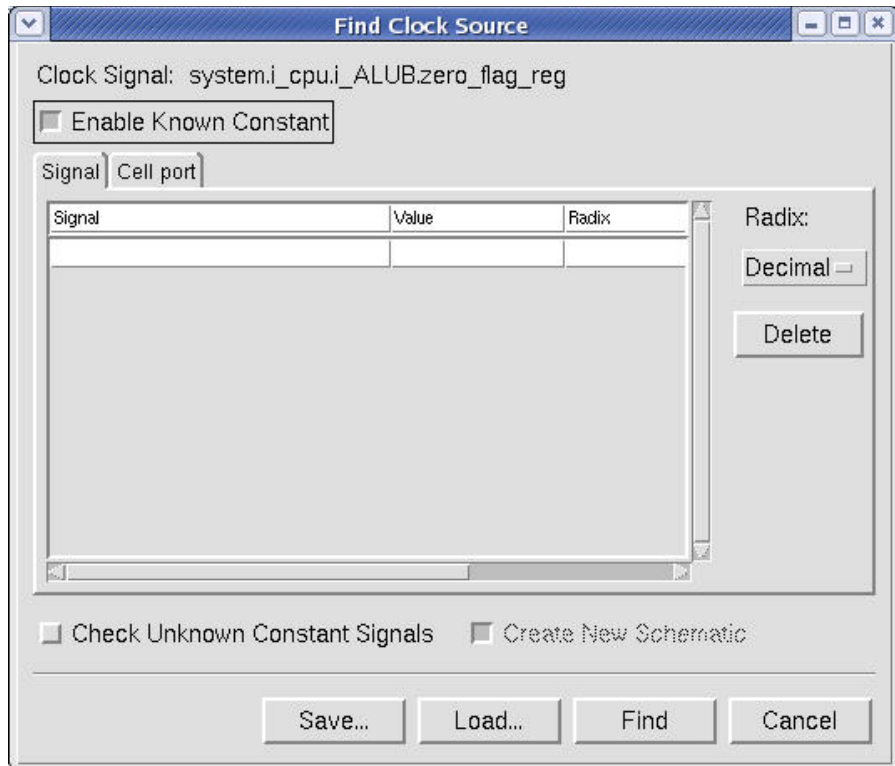 Find Clock Source
Clock Signal: system.i_cpu.i_ALUB.zero_flag_reg
Enable Known Constant
Signal Cell port
Signal Value Radix
Radix:
Decimal
Delete
Check Unknown Constant Signals Create New Schematic
Save... Load... Find Cancel